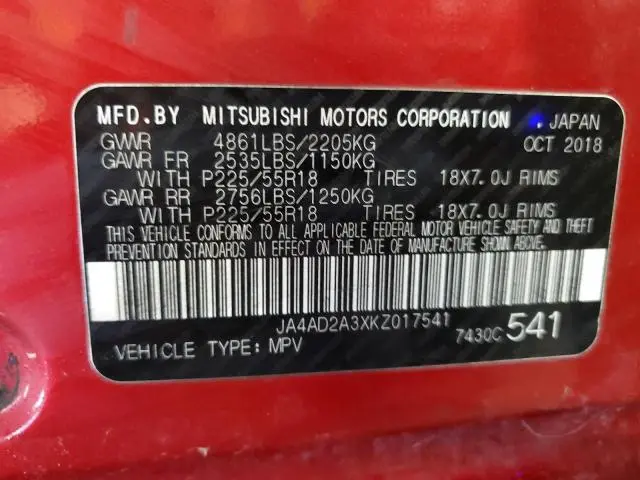 MFD.BY MITSUBISHI MOTORS CORPORATION , JAPAN
GVWR 4861LBS/2205KG OCT 2018
GAWR FR 2535LBS/1150KG
WITH P225/55R18 TIRES 18X7.0J RIMS
GAWR RR 2756LBS/1250KG
WITH P225/55R18 TIRES 18X7.0J RIMS
THIS VEHICLE CONFORMS TO ALL APPLICABLE FEDERAL MOTOR VEHICLE SAFETY AND THEFT
PREVENTION STANDARDS IN EFFECT ON THE DATE OF MANUFACTURE SHOWN ABOVE.
JA4AD2A3XKZ017541
7430C 541
VEHICLE TYPE: MPV